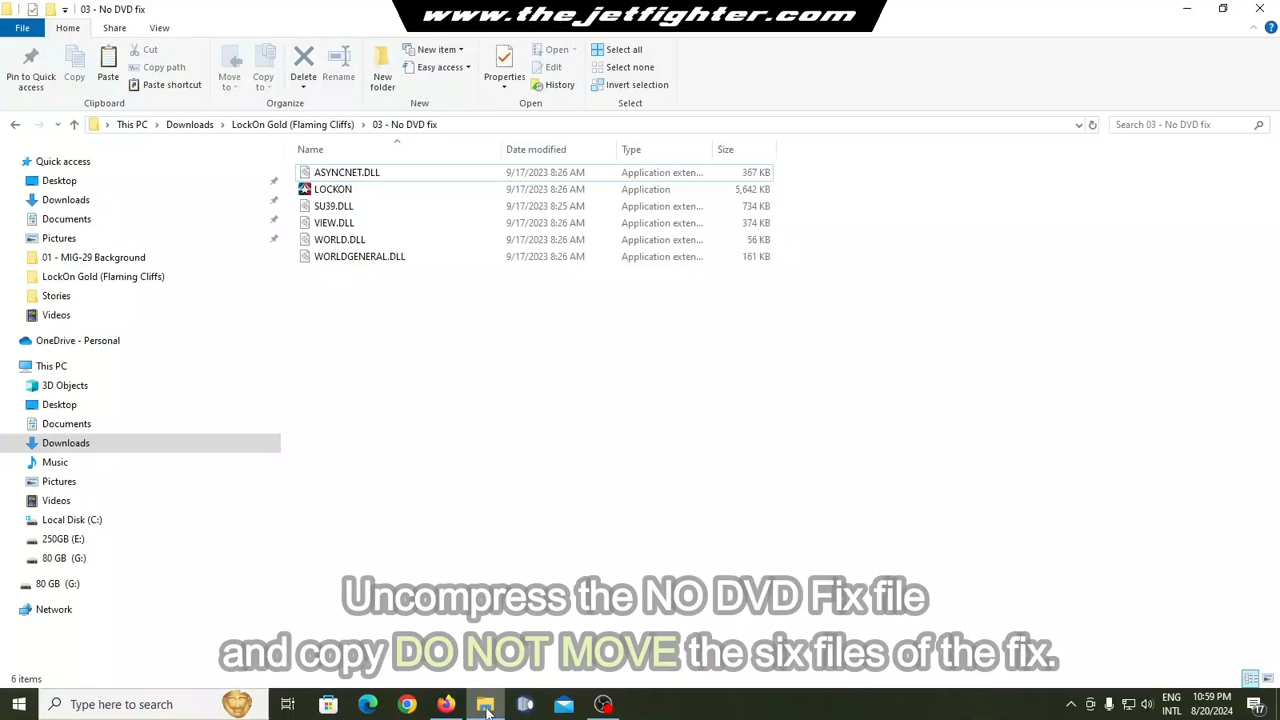 03 - No DVD fix
www.the.jetfighter.com
File
Home
Share
View
Pin to Quick access
Copy
Paste
Cut
Copy path
Paste shortcut
Move to
Copy to
Delete
Rename
New folder
New item
Easy access
Properties
Open
Edit
History
Select all
Select none
Invert selection
Clipboard
Organize
New
Open
Select
This PC > Downloads > LockOn Gold (Flaming Cliffs) > 03 - No DVD fix
Search 03 - No DVD fix
Name Date modified Type Size
ASYNCNET.DLL 9/17/2023 8:26 AM Application exten... 367 KB
LOCKON 9/17/2023 8:26 AM Application 5,642 KB
SU39.DLL 9/17/2023 8:25 AM Application exten... 734 KB
VIEW.DLL 9/17/2023 8:26 AM Application exten... 374 KB
WORLD.DLL 9/17/2023 8:26 AM Application exten... 56 KB
WORLDGENERAL.DLL 9/17/2023 8:26 AM Application exten... 161 KB
Quick access
Desktop
Downloads
Documents
Pictures
01 - MIG-29 Background
LockOn Gold (Flaming Cliffs)
Stories
Videos
OneDrive - Personal
This PC
3D Objects
Desktop
Documents
Downloads
Music
Pictures
Videos
Local Disk (C:)
250GB (E:)
80 GB (G:)
80 GB (G:)
Network
Uncompress the NO DVD Fix file
and copy DO NOT MOVE the six files of the fix.
6 items
Type here to search
ENG
INTL
10:59 PM
8/20/2024
17